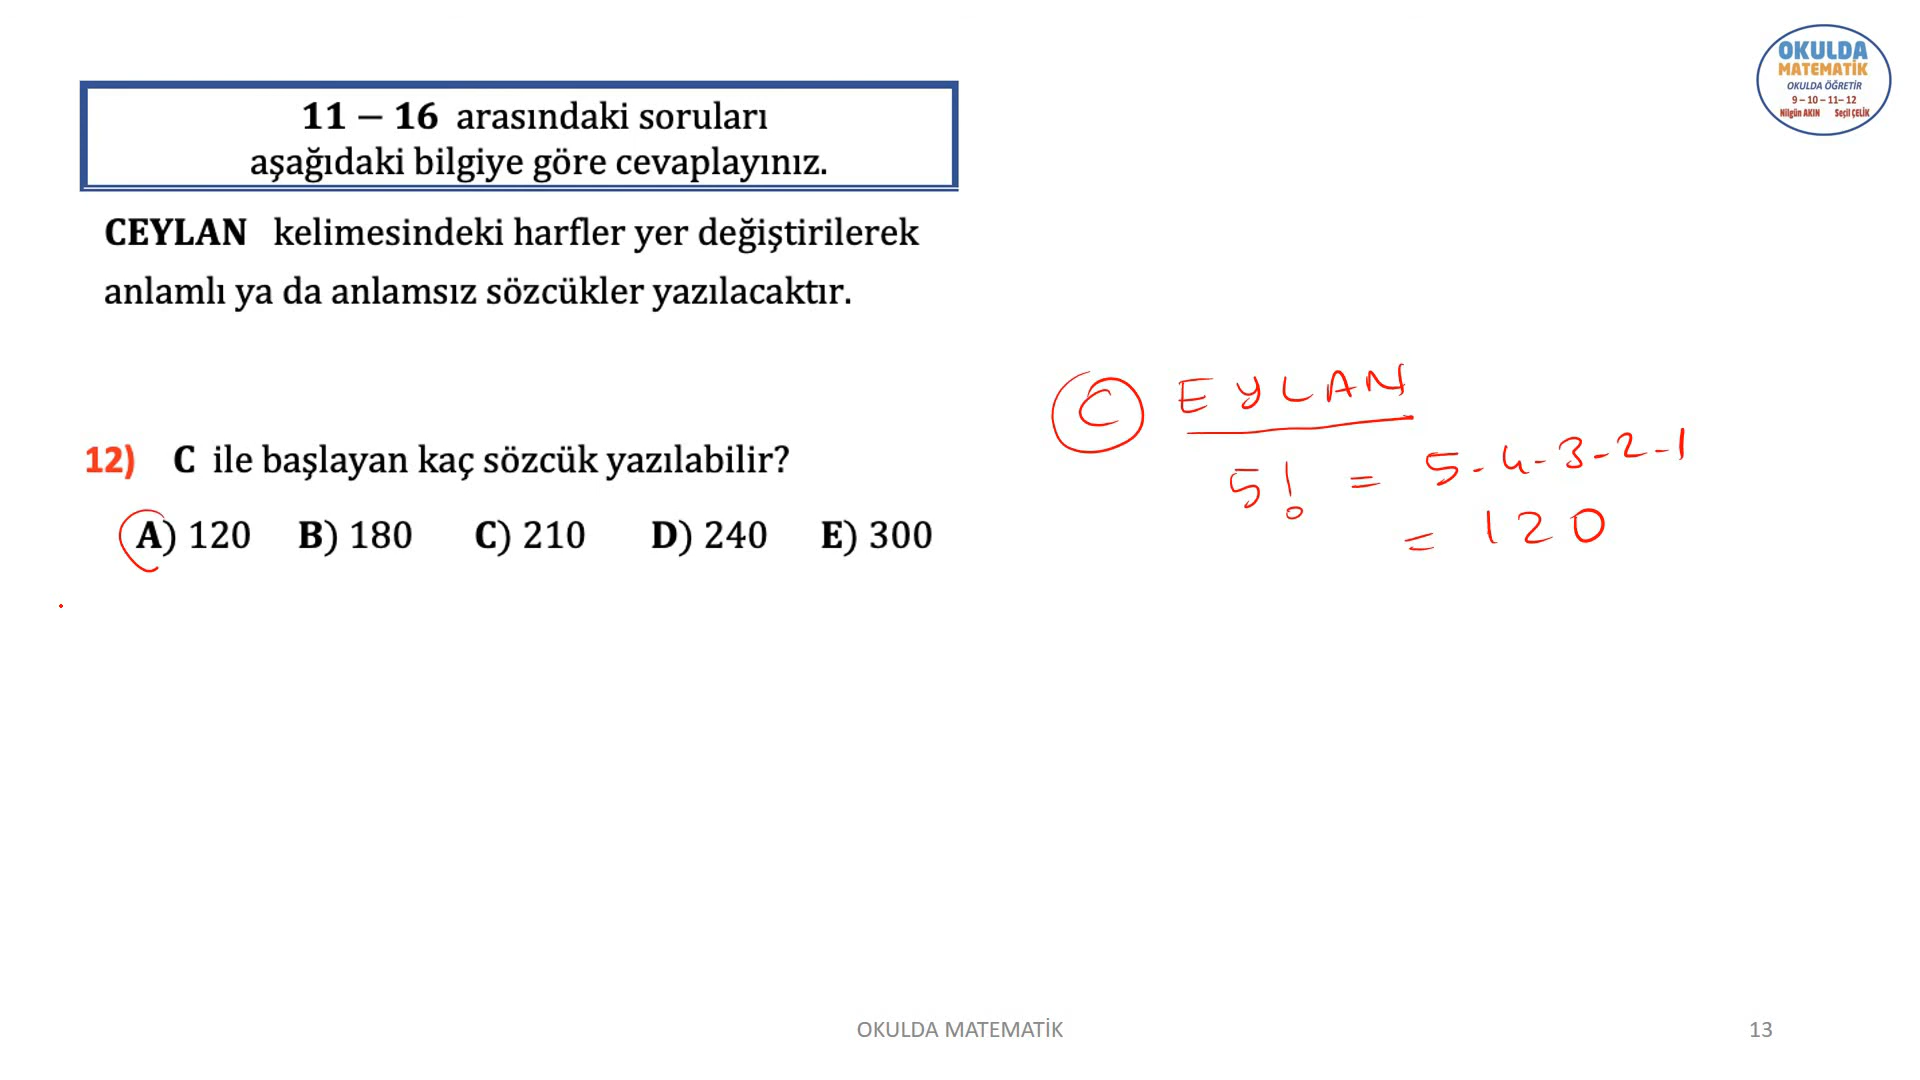 OKULDA
MATEMATİK
OKULDA ÖĞRETİR
9 – 10 – 11– 12
Nilgün AKIN Seçil ÇELİK
11 – 16 arasındaki soruları
aşağıdaki bilgiye göre cevaplayınız.
CEYLAN kelimesindeki harfler yer değiştirilerek
anlamlı ya da anlamsız sözcükler yazılacaktır.
12) C ile başlayan kaç sözcük yazılabilir?
A) 120 B) 180 C) 210 D) 240 E) 300
C EYLAN
5! = 5.4.3.2.1
= 120
OKULDA MATEMATİK
13